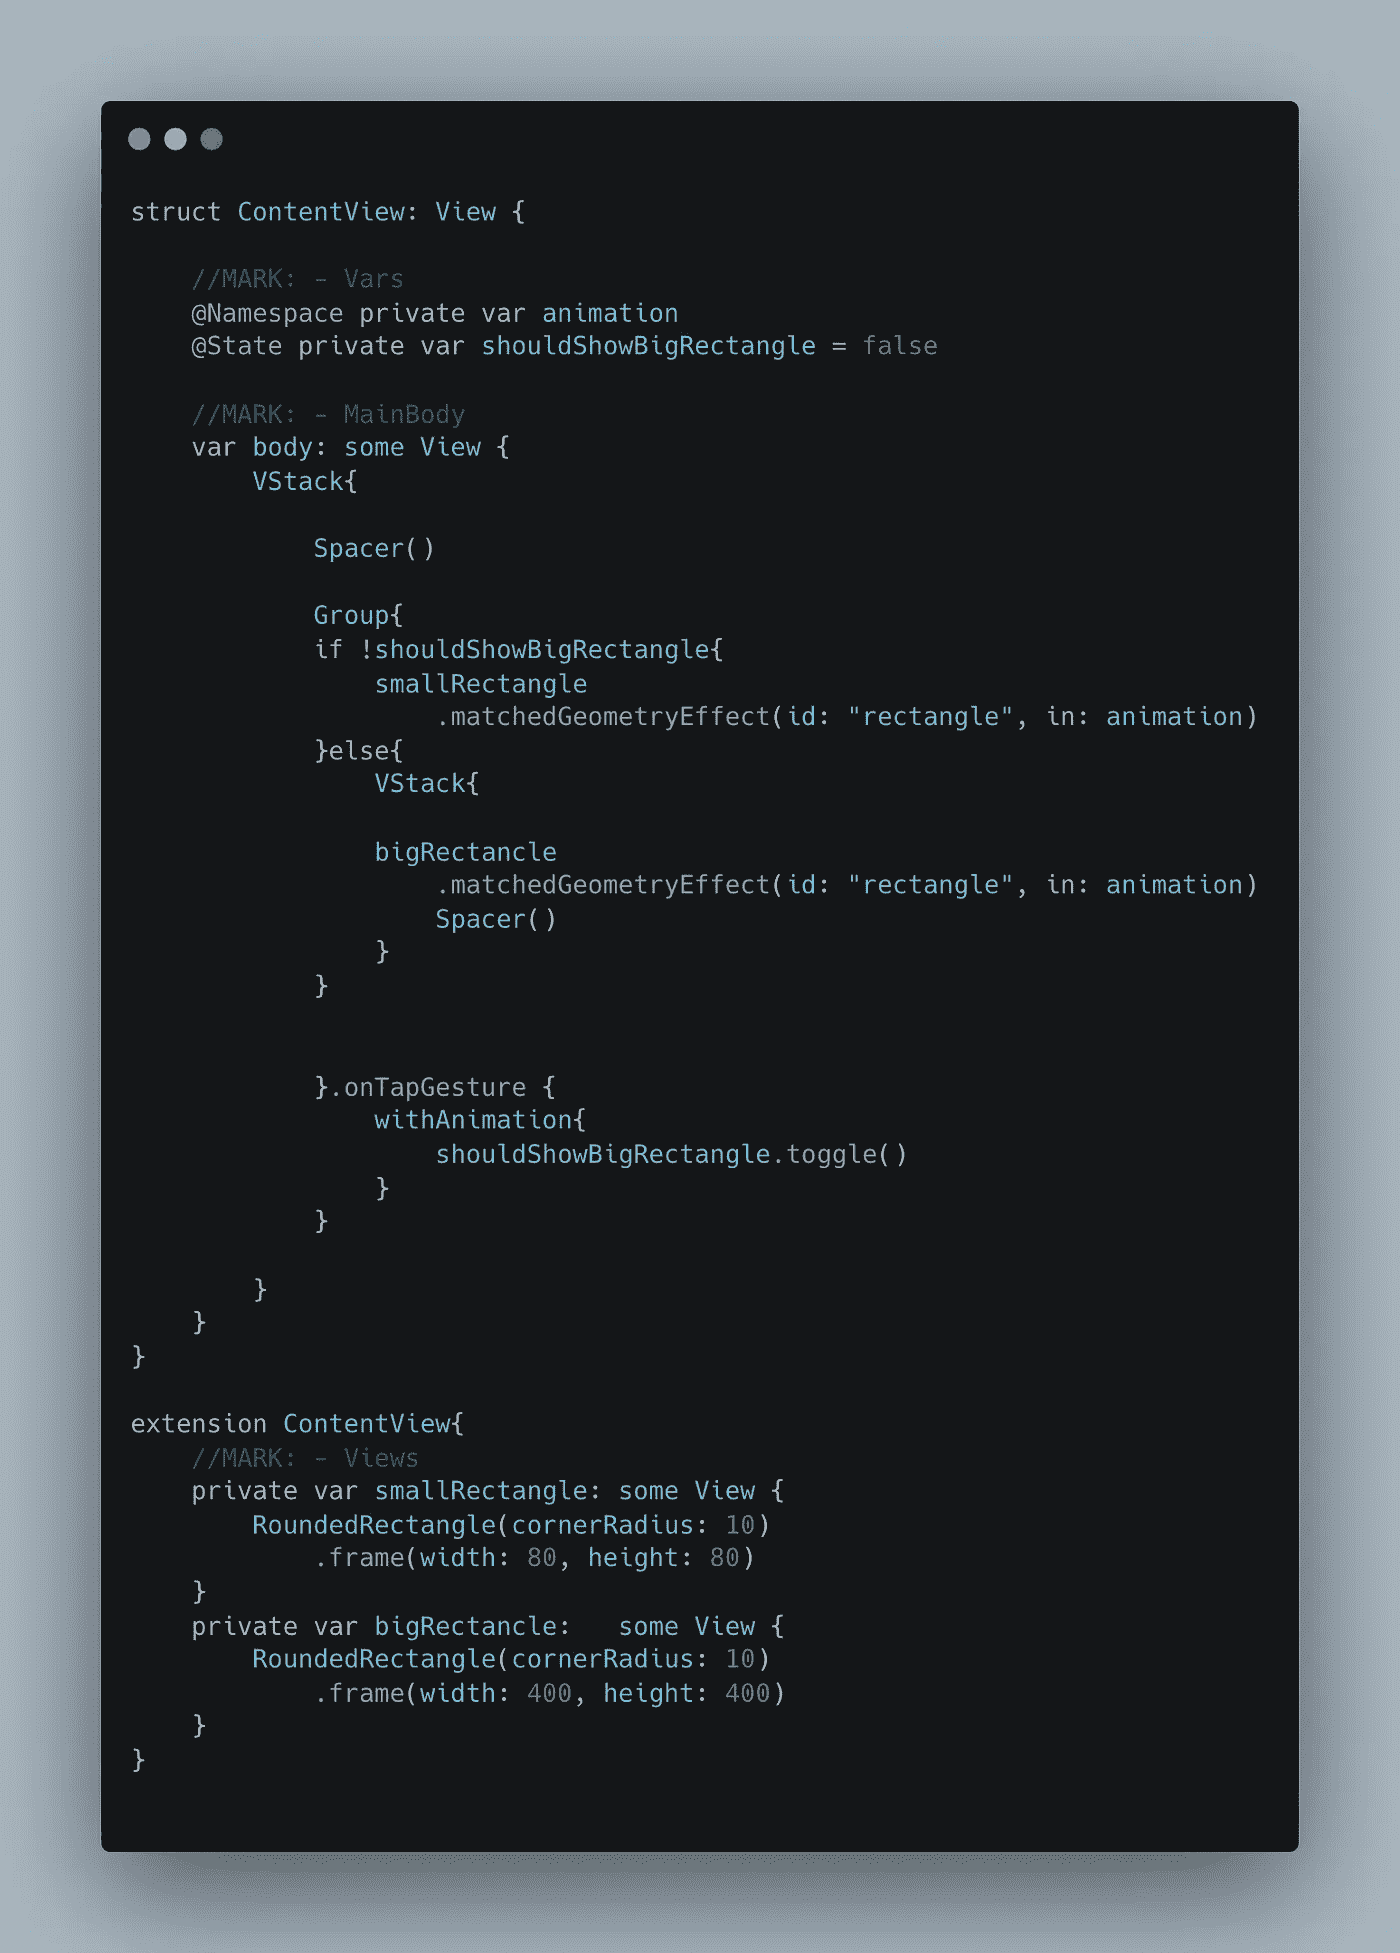 struct ContentView: View {
    //MARK: - Vars
    @Namespace private var animation
    @State private var shouldShowBigRectangle = false
    //MARK: - MainBody
    var body: some View {
        VStack{
            Spacer()
            Group{
            if !shouldShowBigRectangle{
                smallRectangle
                    .matchedGeometryEffect(id: "rectangle", in: animation)
            }else{
                VStack{
                bigRectancle
                    .matchedGeometryEffect(id: "rectangle", in: animation)
                    Spacer()
                }
            }
            }.onTapGesture {
                withAnimation{
                    shouldShowBigRectangle.toggle()
                }
            }
        }
    }
}
extension ContentView{
    //MARK: - Views
    private var smallRectangle: some View {
        RoundedRectangle(cornerRadius: 10)
            .frame(width: 80, height: 80)
    }
    private var bigRectancle:   some View {
        RoundedRectangle(cornerRadius: 10)
            .frame(width: 400, height: 400)
    }
}